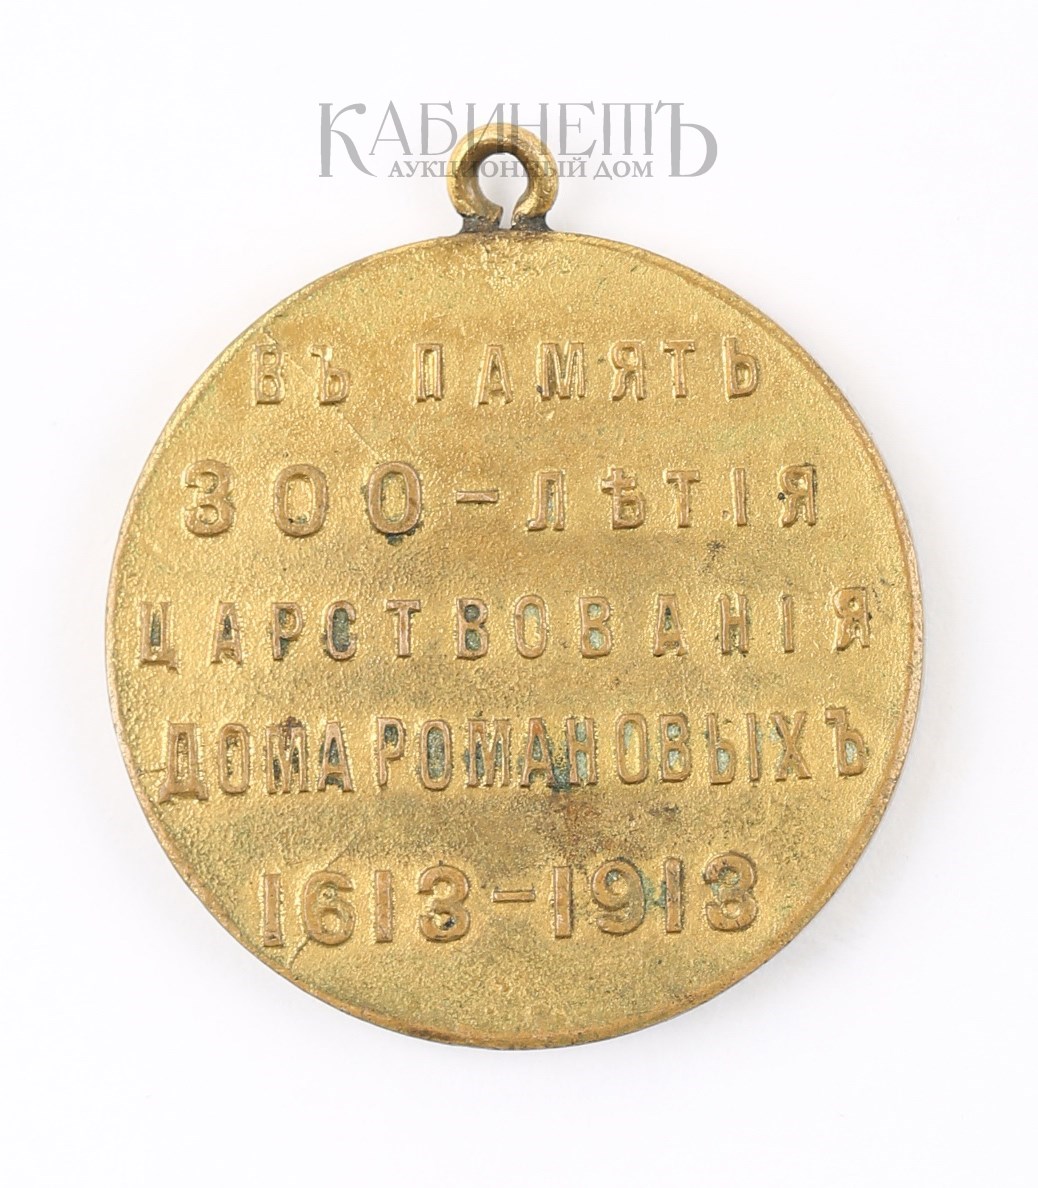 КАБИНЕТЪ
АУКЦИОННЫЙ ДОМ
ВЪ ПАМЯТЬ
300-ЛѢТІЯ
ЦАРСТВОВАНІЯ
ДОМА РОМАНОВЫХЪ
1613-1913